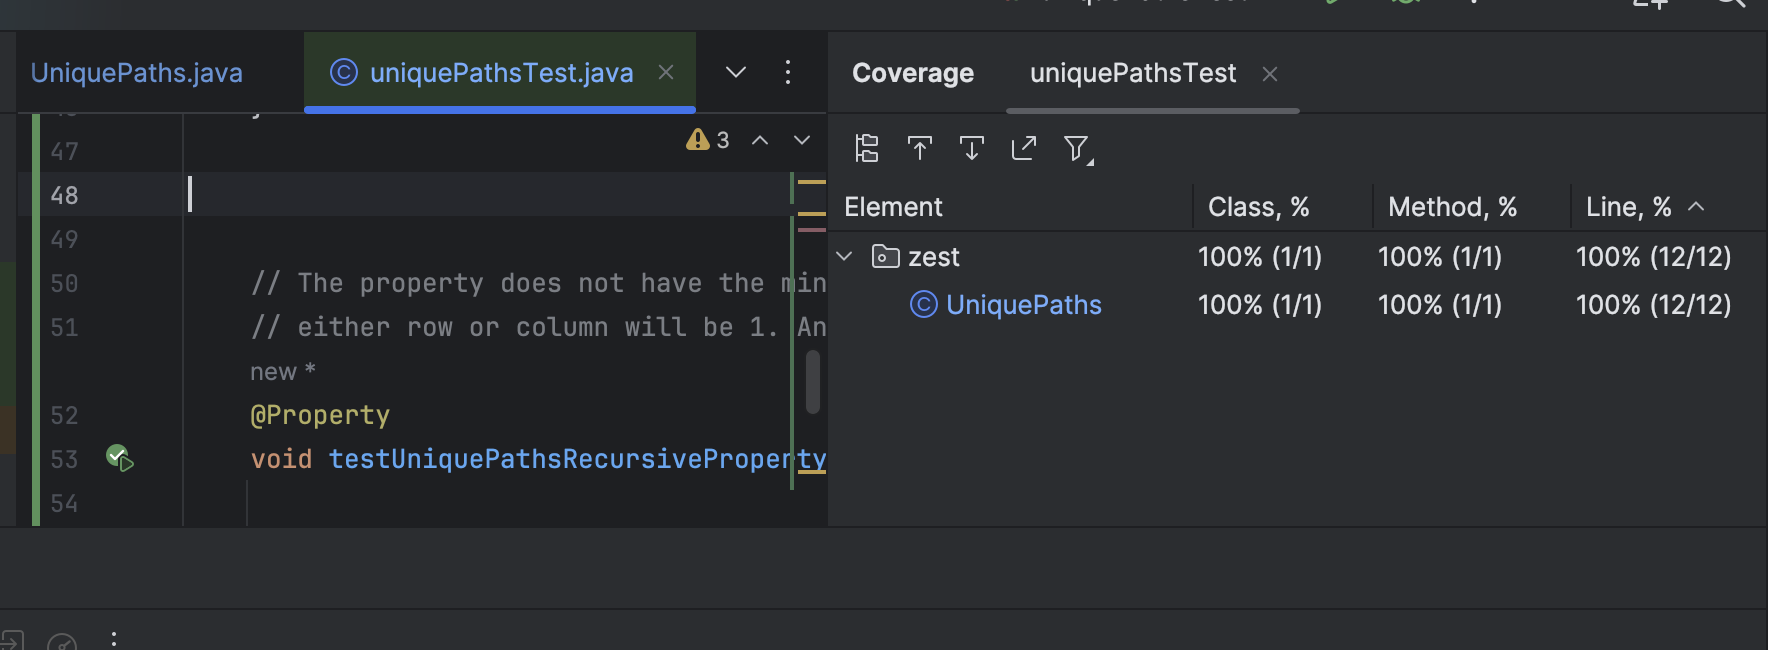 UniquePaths.java
uniquePathsTest.java
Coverage
uniquePathsTest
3
47
48
49
50 // The property does not have the min
51 // either row or column will be 1. An
new *
52 @Property
53 void testUniquePathsRecursiveProperty
54
Element Class, % Method, % Line, %
zest 100% (1/1) 100% (1/1) 100% (12/12)
UniquePaths 100% (1/1) 100% (1/1) 100% (12/12)